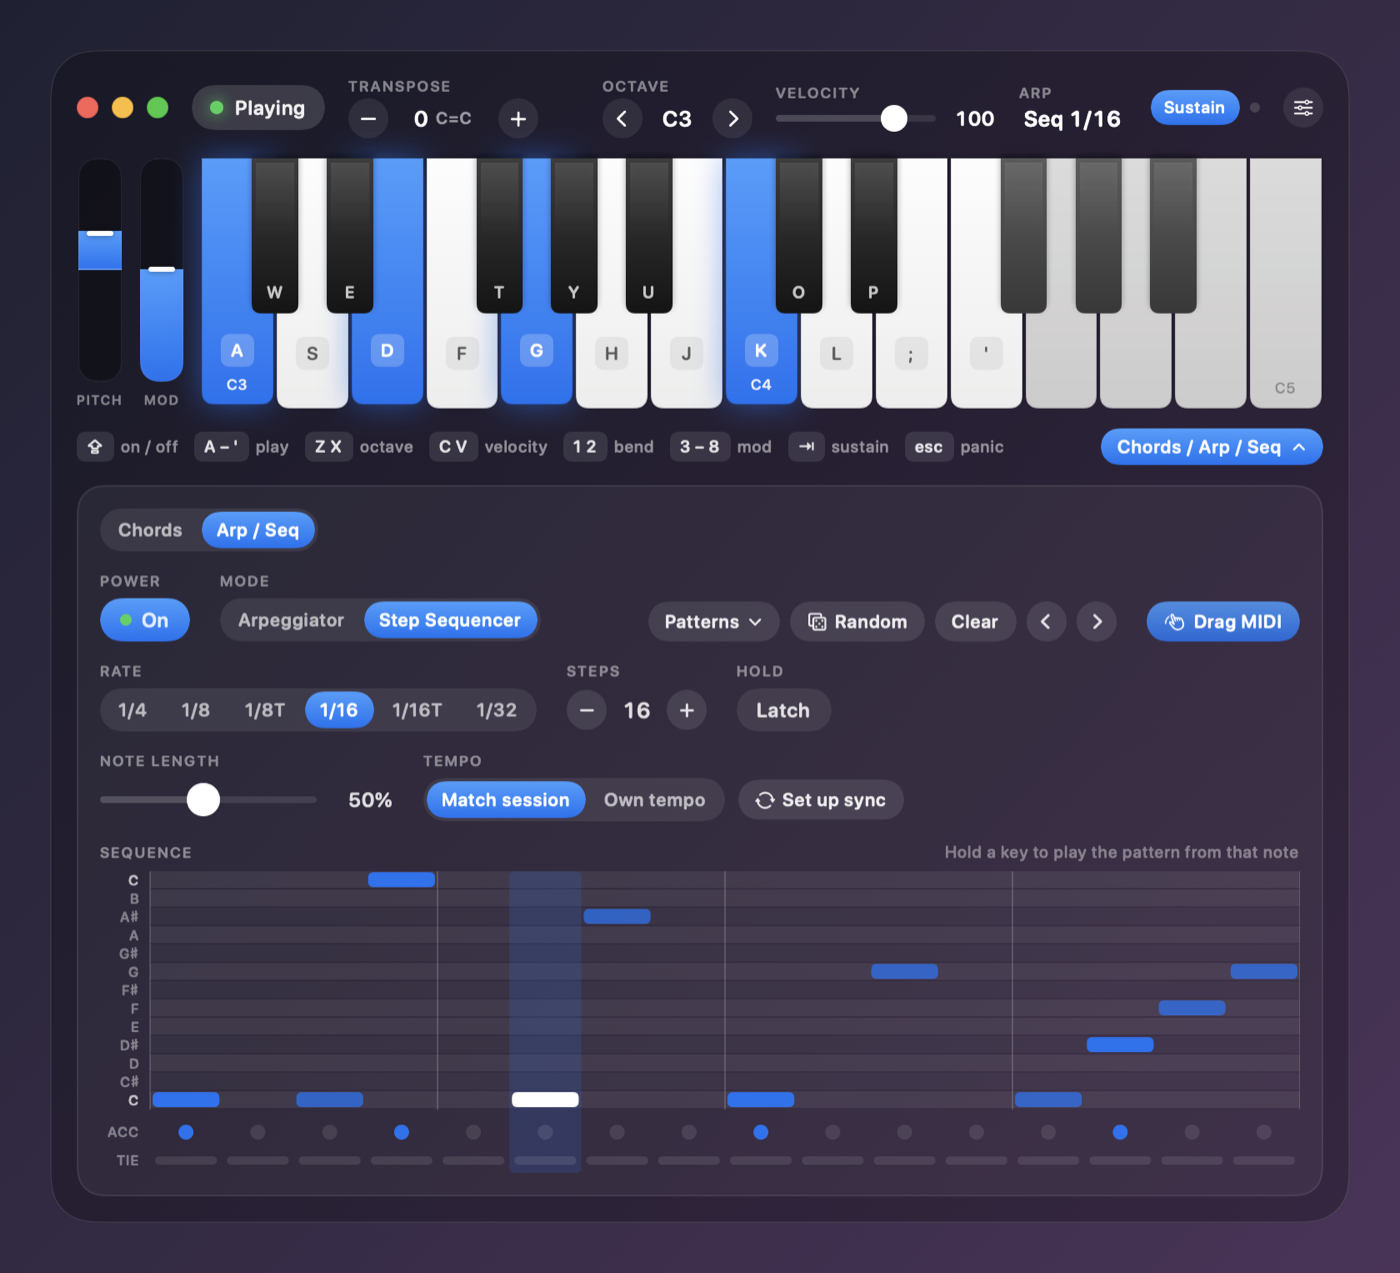 TRANSPOSE
OCTAVE
VELOCITY
ARP
Playing
0 C=C
C3
100
Seq 1/16
Sustain
W E T Y U O P
A S D F G H J K L ; '
C3 C4 C5
PITCH MOD
on / off
A – ' play
Z X octave
C V velocity
1 2 bend
3 – 8 mod
sustain
esc panic
Chords / Arp / Seq
Chords Arp / Seq
POWER MODE
On
Arpeggiator Step Sequencer
Patterns
Random
Clear
Drag MIDI
RATE STEPS HOLD
1/4 1/8 1/8T 1/16 1/16T 1/32
16
Latch
NOTE LENGTH TEMPO
50%
Match session Own tempo
Set up sync
SEQUENCE
Hold a key to play the pattern from that note
C
B
A#
A
G#
G
F#
F
E
D#
D
C#
C
ACC
TIE